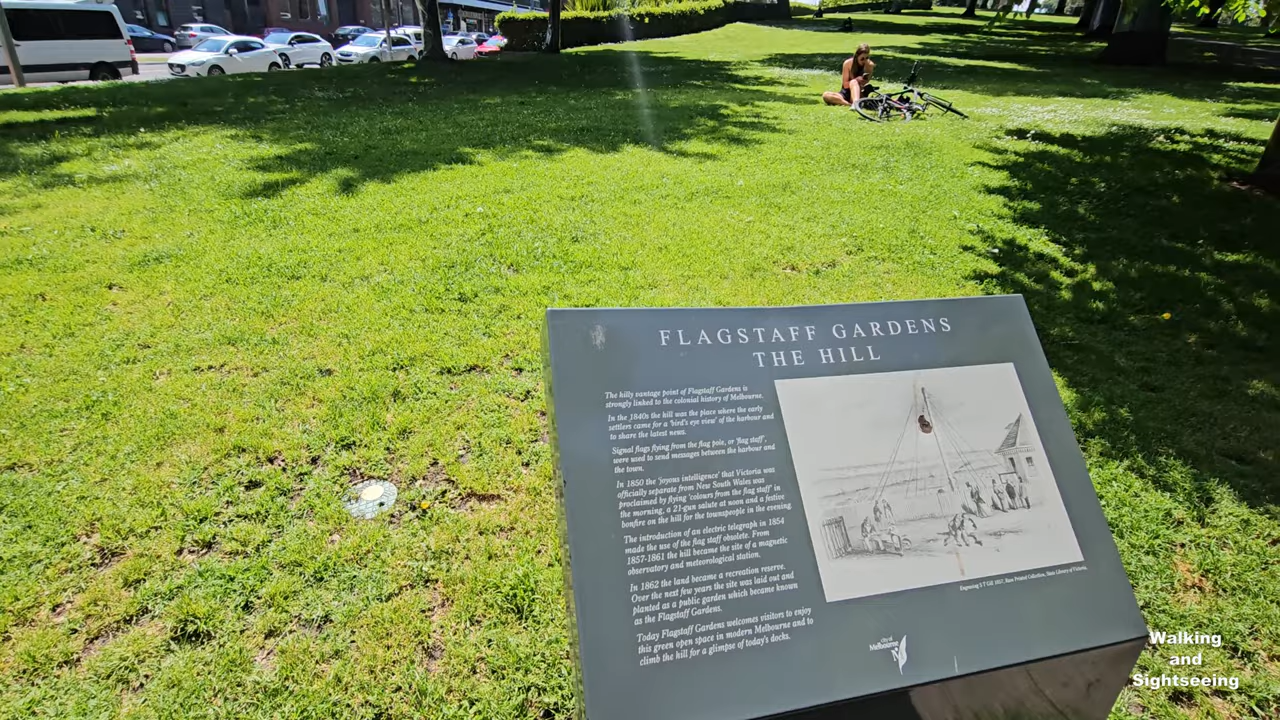 FLAGSTAFF GARDENS
THE HILL
The hilly vantage point of Flagstaff Gardens is
strongly linked to the colonial history of Melbourne.
In the 1840s the hill was the place where the early
settlers came for a 'bird's eye view' of the harbour and
to share the latest news.
Signal flags flying from the flag pole, or 'flag staff',
were used to send messages between the harbour and
the town.
In 1850 the 'joyous intelligence' that Victoria was
officially separate from New South Wales was
proclaimed by flying 'colours from the flag staff' in
the morning, a 21-gun salute at noon and a festive
bonfire on the hill for the townspeople in the evening.
The introduction of an electric telegraph in 1854
made the use of the flag staff obsolete. From
1857-1861 the hill became the site of a magnetic
observatory and meteorological station.
In 1862 the land became a recreation reserve.
Over the next few years the site was laid out and
planted as a public garden which became known
as the Flagstaff Gardens.
Today Flagstaff Gardens welcomes visitors to enjoy
this green open space in modern Melbourne and to
climb the hill for a glimpse of today's docks.
Engraving S T Gill 1857, Rare Printed Collection, State Library of Victoria.
city of
Melbourne
Walking
and
Sightseeing